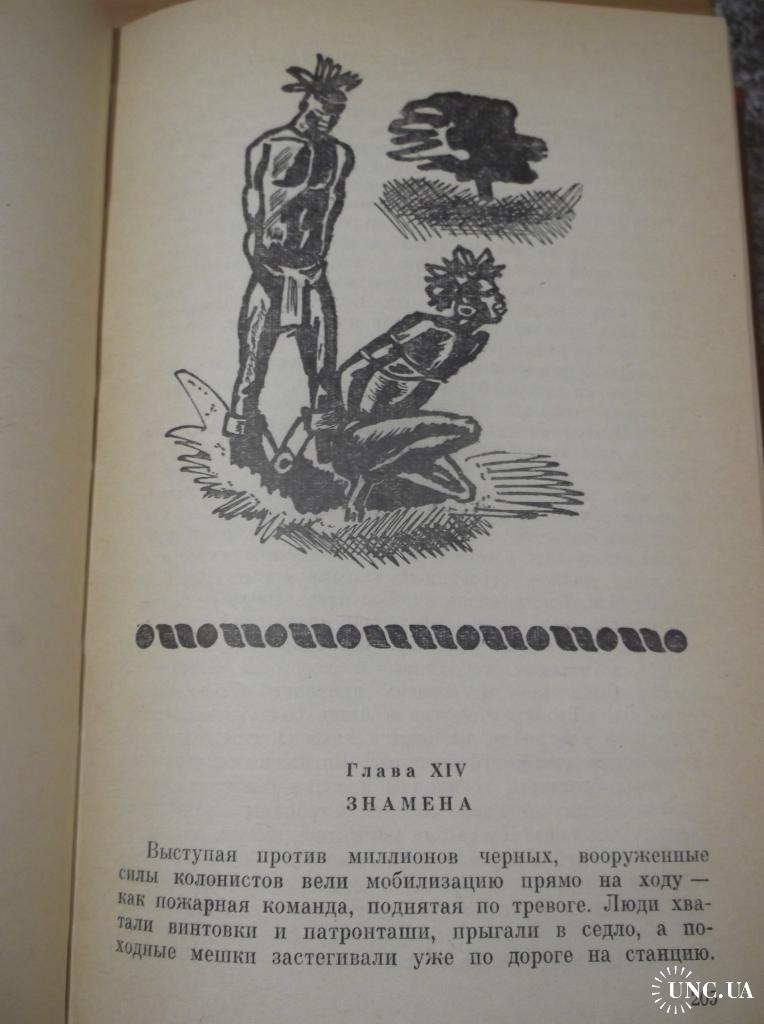 Глава XIV
ЗНАМЕНА
Выступая против миллионов черных, вооруженные
силы колонистов вели мобилизацию прямо на ходу —
как пожарная команда, поднятая по тревоге. Люди хва-
тали винтовки и патронташи, прыгали в седло, а по-
ходные мешки застегивали уже по дороге на станцию.
UNC.UA